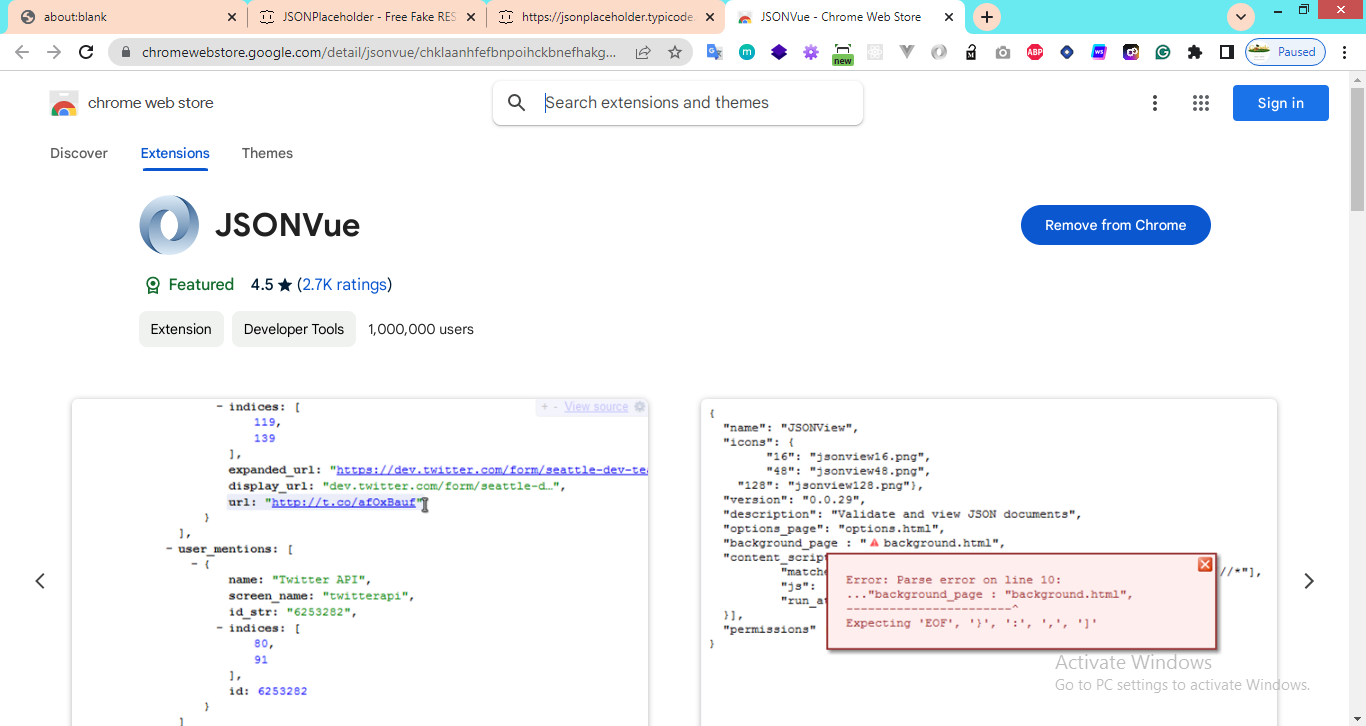 about:blank
JSONPlaceholder - Free Fake RES
https://jsonplaceholder.typicode.
JSONVue - Chrome Web Store
chromewebstore.google.com/detail/jsonvue/chklaanhfefbnpoihckbnefhakg...
new
ABP
Paused
chrome web store
Search extensions and themes
Sign in
Discover
Extensions
Themes
JSONVue
Remove from Chrome
Featured 4.5 ★ (2.7K ratings)
Extension
Developer Tools
1,000,000 users
+ - View source
- indices: [
119,
139
],
expanded_url: "https://dev.twitter.com/form/seattle-dev-tea
display_url: "dev.twitter.com/form/seattle-d…",
url: "http://t.co/afOxBauf"
}
],
- user_mentions: [
- {
name: "Twitter API",
screen_name: "twitterapi",
id_str: "6253282",
- indices: [
80,
91
],
id: 6253282
}
]
{
"name": "JSONView",
"icons": {
"16": "jsonview16.png",
"48": "jsonview48.png",
"128": "jsonview128.png"},
"version": "0.0.29",
"description": "Validate and view JSON documents",
"options_page": "options.html",
"background_page : "background.html",
"content_script
"matche
//*"],
"js":
"run_at
}],
"permissions"
}
Error: Parse error on line 10:
..."background_page : "background.html",
-----------------------^
Expecting 'EOF', '}', ':', ',', ']'
Activate Windows
Go to PC settings to activate Windows.